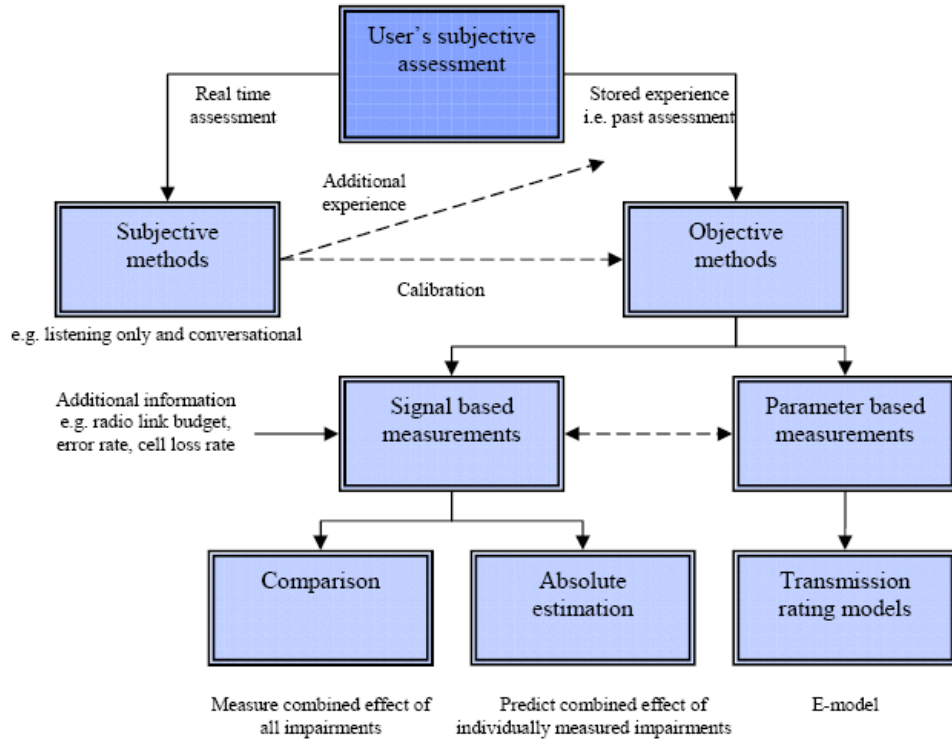 User’s subjective
assessment
Real time
assessment
Stored experience
i.e. past assessment
Additional
experience
Subjective
methods
Objective
methods
Calibration
e.g. listening only and conversational
Additional information
e.g. radio link budget,
error rate, cell loss rate
Signal based
measurements
Parameter based
measurements
Comparison
Absolute
estimation
Transmission
rating models
Measure combined effect of
all impairments
Predict combined effect of
individually measured impairments
E-model